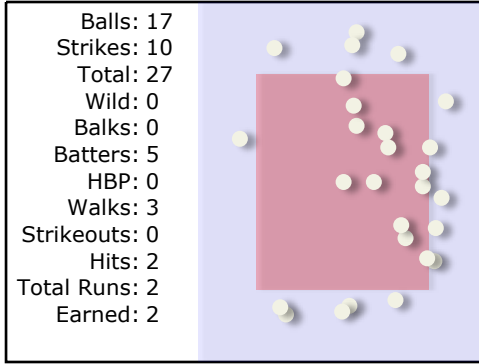 Balls: 17
Strikes: 10
Total: 27
Wild: 0
Balks: 0
Batters: 5
HBP: 0
Walks: 3
Strikeouts: 0
Hits: 2
Total Runs: 2
Earned: 2